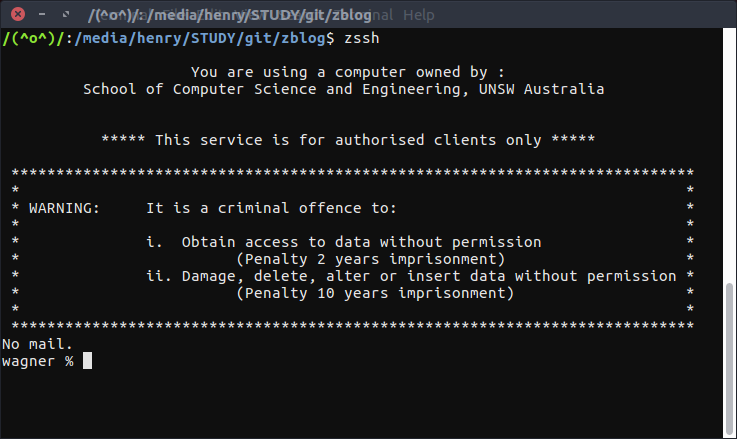 /(^o^)/: /media/henry/STUDY/git/zblog
Help
/(^o^)/:/media/henry/STUDY/git/zblog$ zssh
You are using a computer owned by :
School of Computer Science and Engineering, UNSW Australia
***** This service is for authorised clients only *****
****************************************************************************
* *
* WARNING: It is a criminal offence to: *
* *
* i. Obtain access to data without permission *
* (Penalty 2 years imprisonment) *
* ii. Damage, delete, alter or insert data without permission *
* (Penalty 10 years imprisonment) *
* *
****************************************************************************
No mail.
wagner %